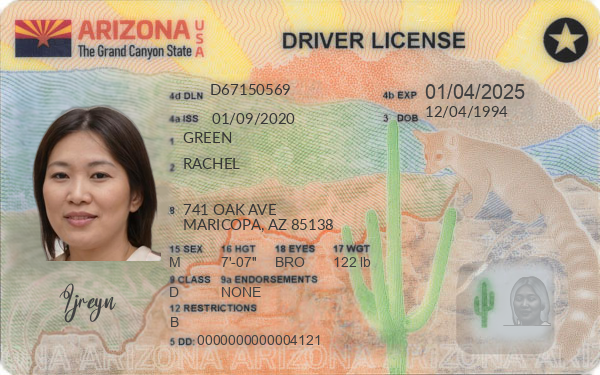 ARIZONA USA
The Grand Canyon State
DRIVER LICENSE
4d DLN D67150569
4b EXP 01/04/2025
4a ISS 01/09/2020
3 DOB 12/04/1994
1 GREEN
2 RACHEL
8 741 OAK AVE
MARICOPA, AZ 85138
15 SEX 16 HGT 18 EYES 17 WGT
M 7'-07" BRO 122 lb
9 CLASS 9a ENDORSEMENTS
D NONE
12 RESTRICTIONS
B
5 DD: 0000000000004121
ARIZONA ARIZONA ARIZONA ARIZONA